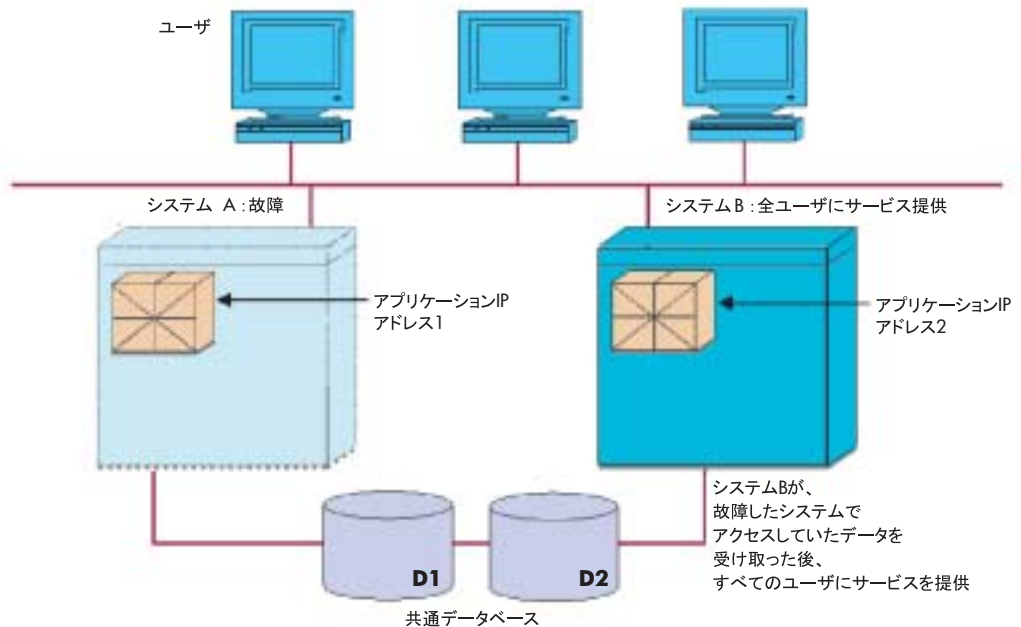 ユーザ
システム A：故障
システムB：全ユーザにサービス提供
アプリケーションIP
アドレス1
アプリケーションIP
アドレス2
システムBが、
故障したシステムで
アクセスしていたデータを
受け取った後、
すべてのユーザにサービスを提供
D1
D2
共通データベース